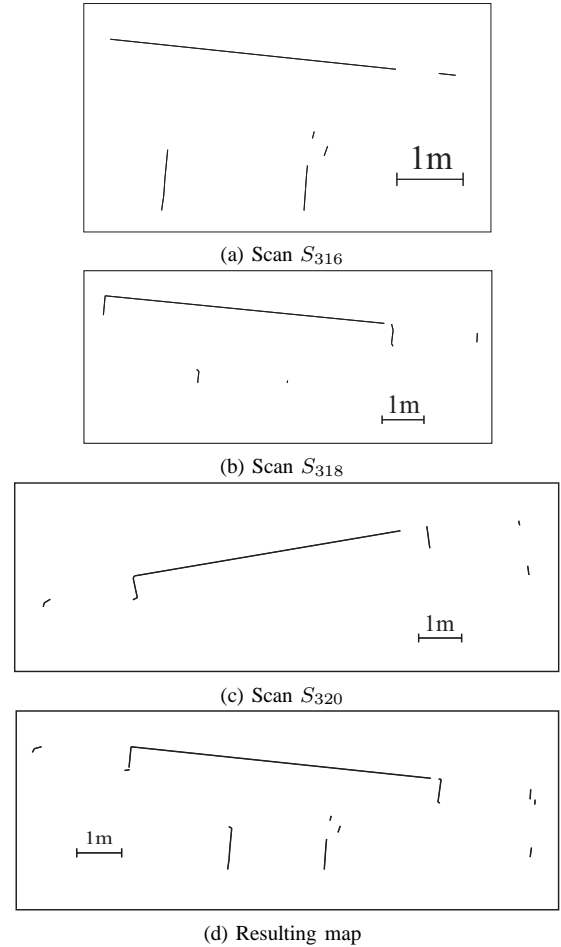 1m
(a) Scan S316
1m
(b) Scan S318
1m
(c) Scan S320
1m
(d) Resulting map